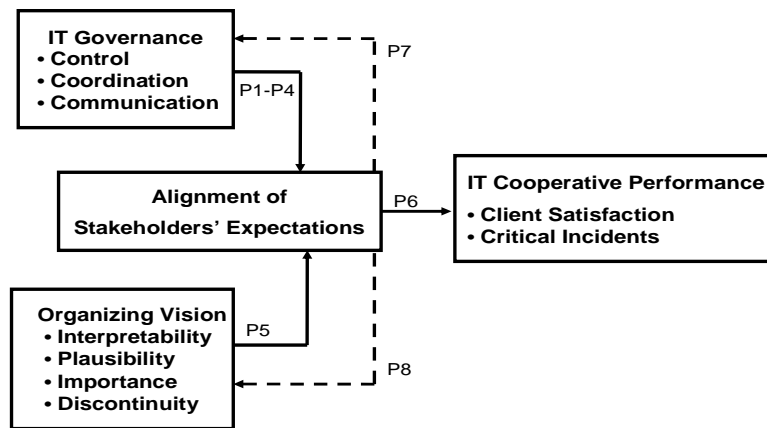 IT Governance
• Control
• Coordination
• Communication
P1-P4
P7
Alignment of
Stakeholders’ Expectations
P6
IT Cooperative Performance
• Client Satisfaction
• Critical Incidents
Organizing Vision
• Interpretability
• Plausibility
• Importance
• Discontinuity
P5
P8